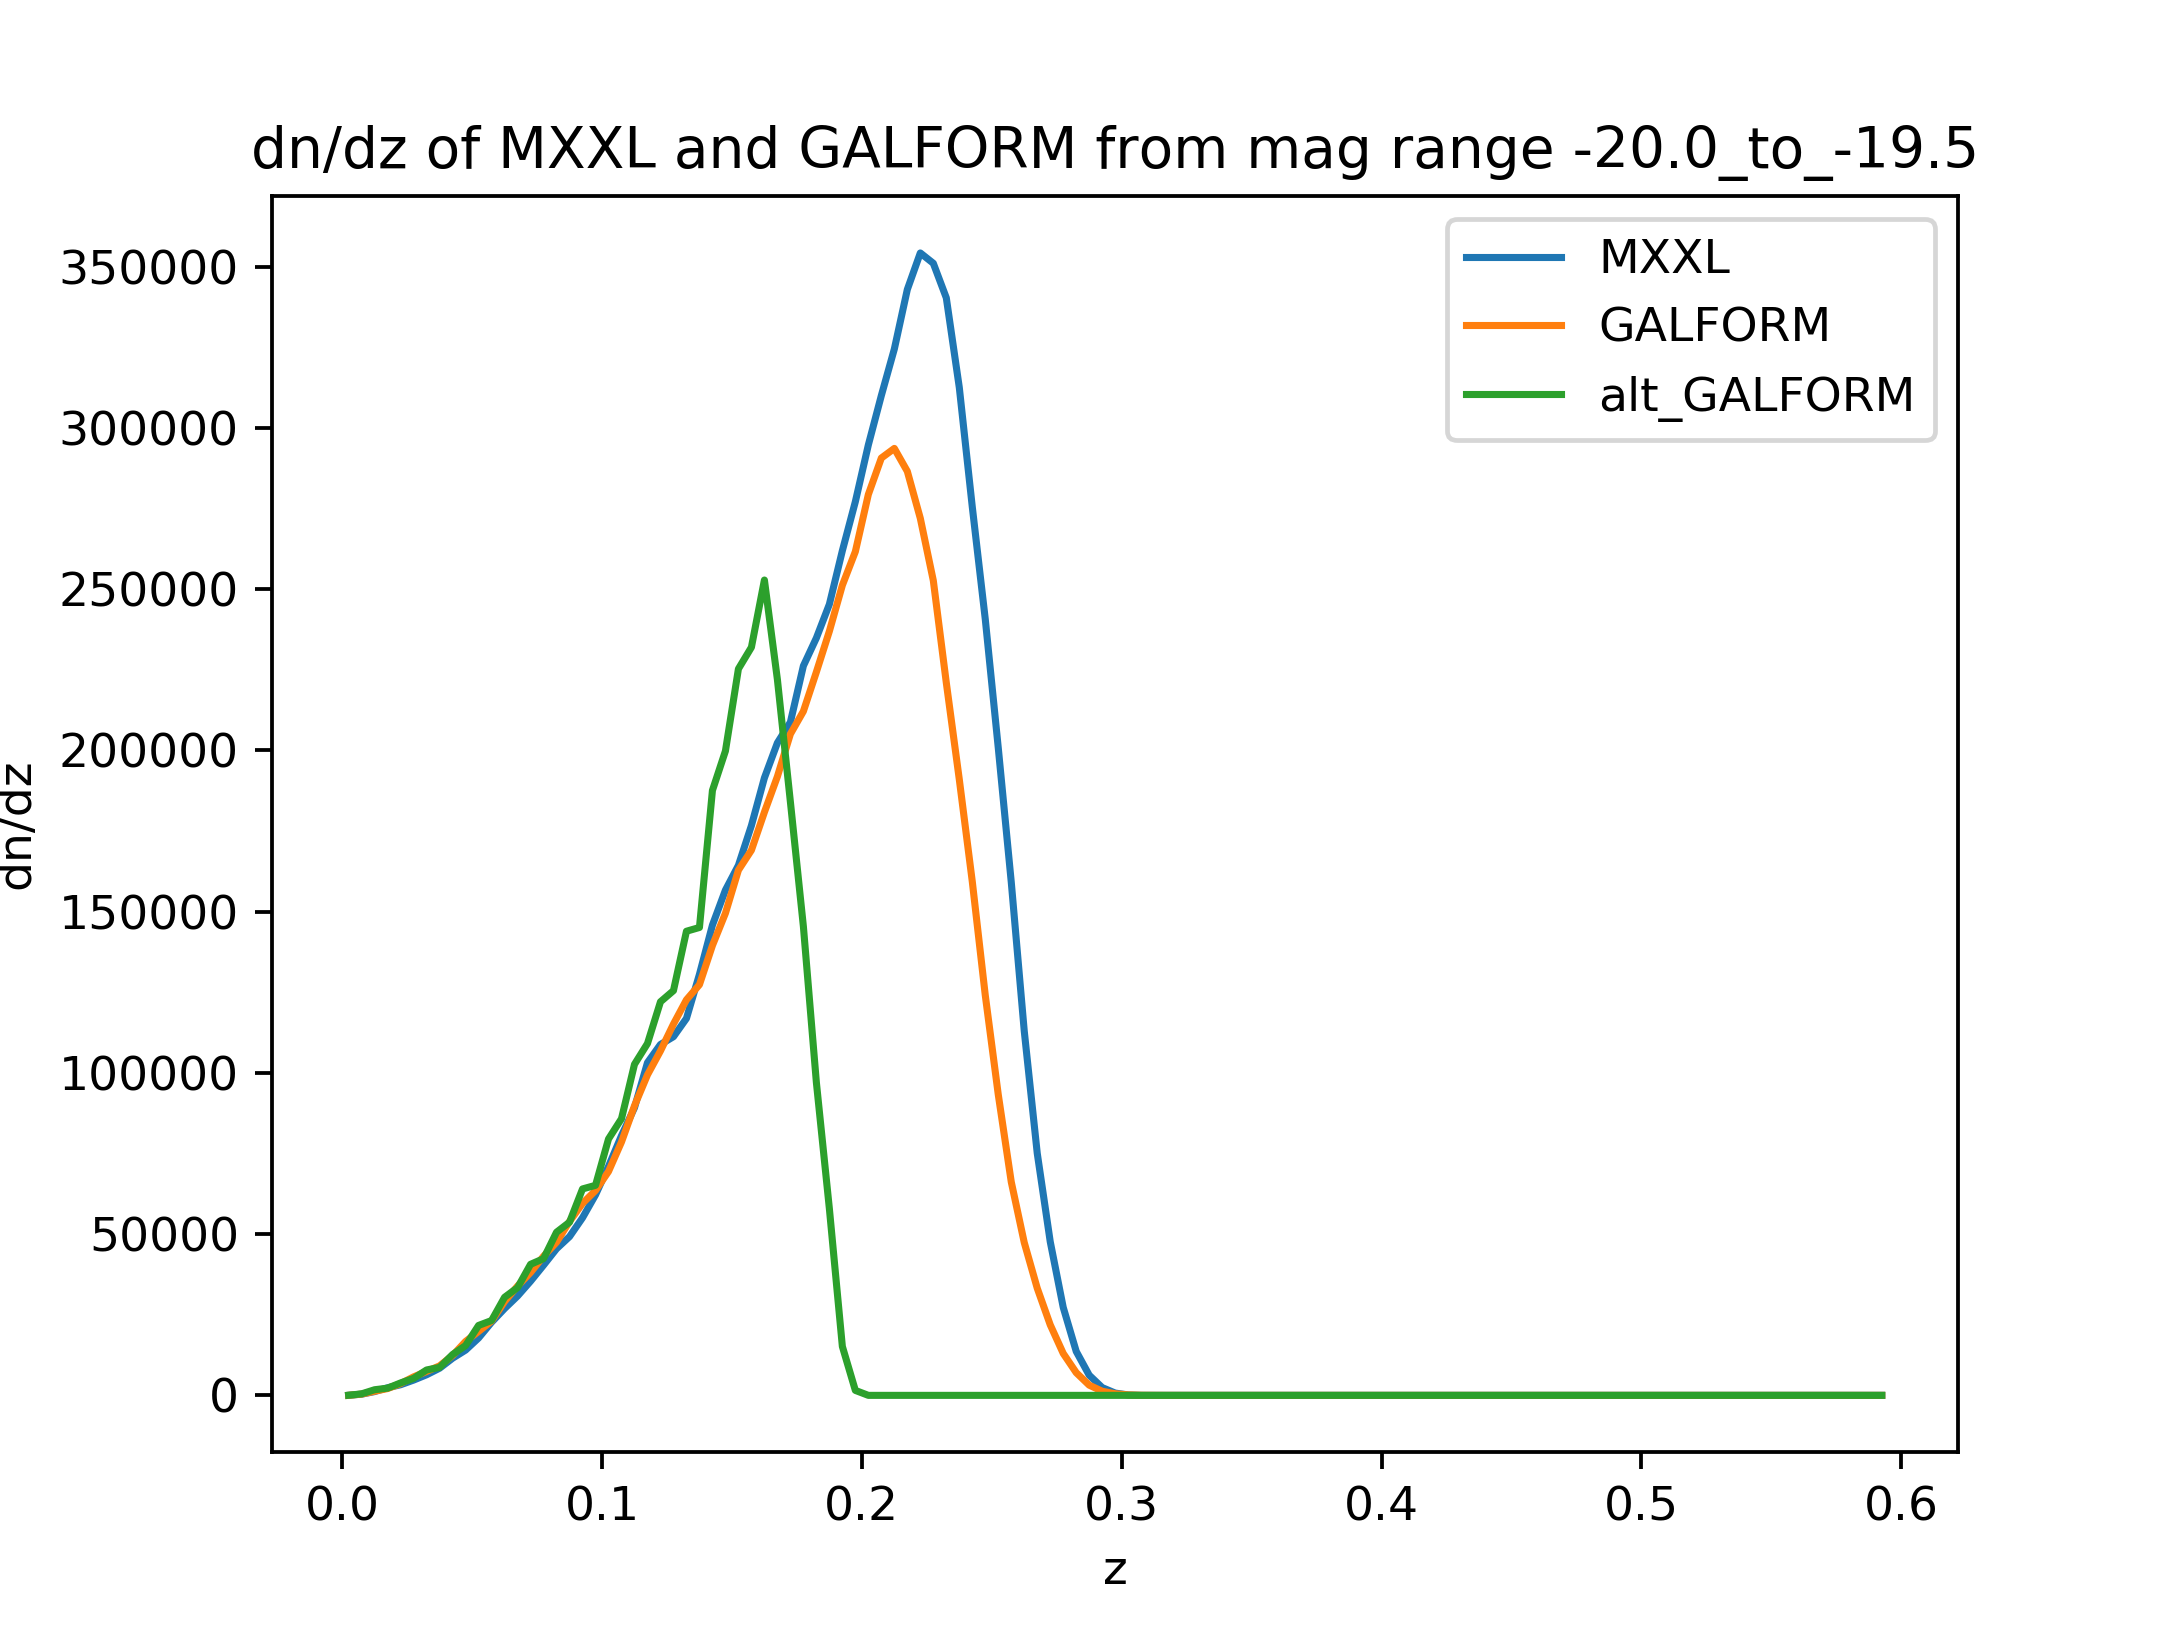 dn/dz of MXXL and GALFORM from mag range -20.0_to_-19.5
MXXL
GALFORM
alt_GALFORM
350000
300000
250000
200000
150000
100000
50000
0
dn/dz
0.0 0.1 0.2 0.3 0.4 0.5 0.6
z